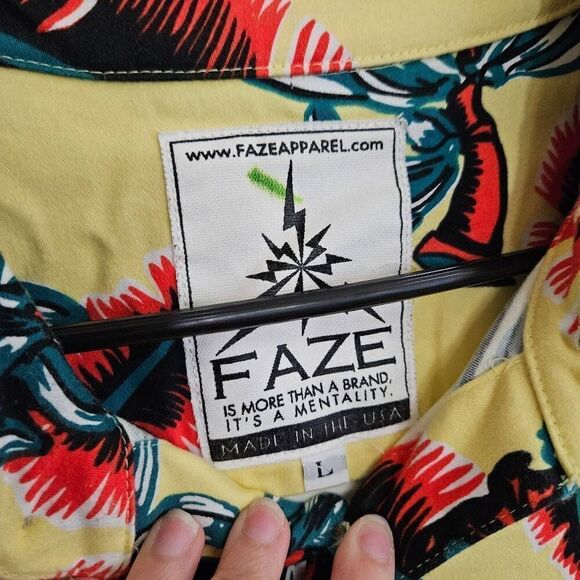 www.FAZEAPPAREL.com
FAZE
IS MORE THAN A BRAND,
IT'S A MENTALITY.
MADE IN THE USA
L